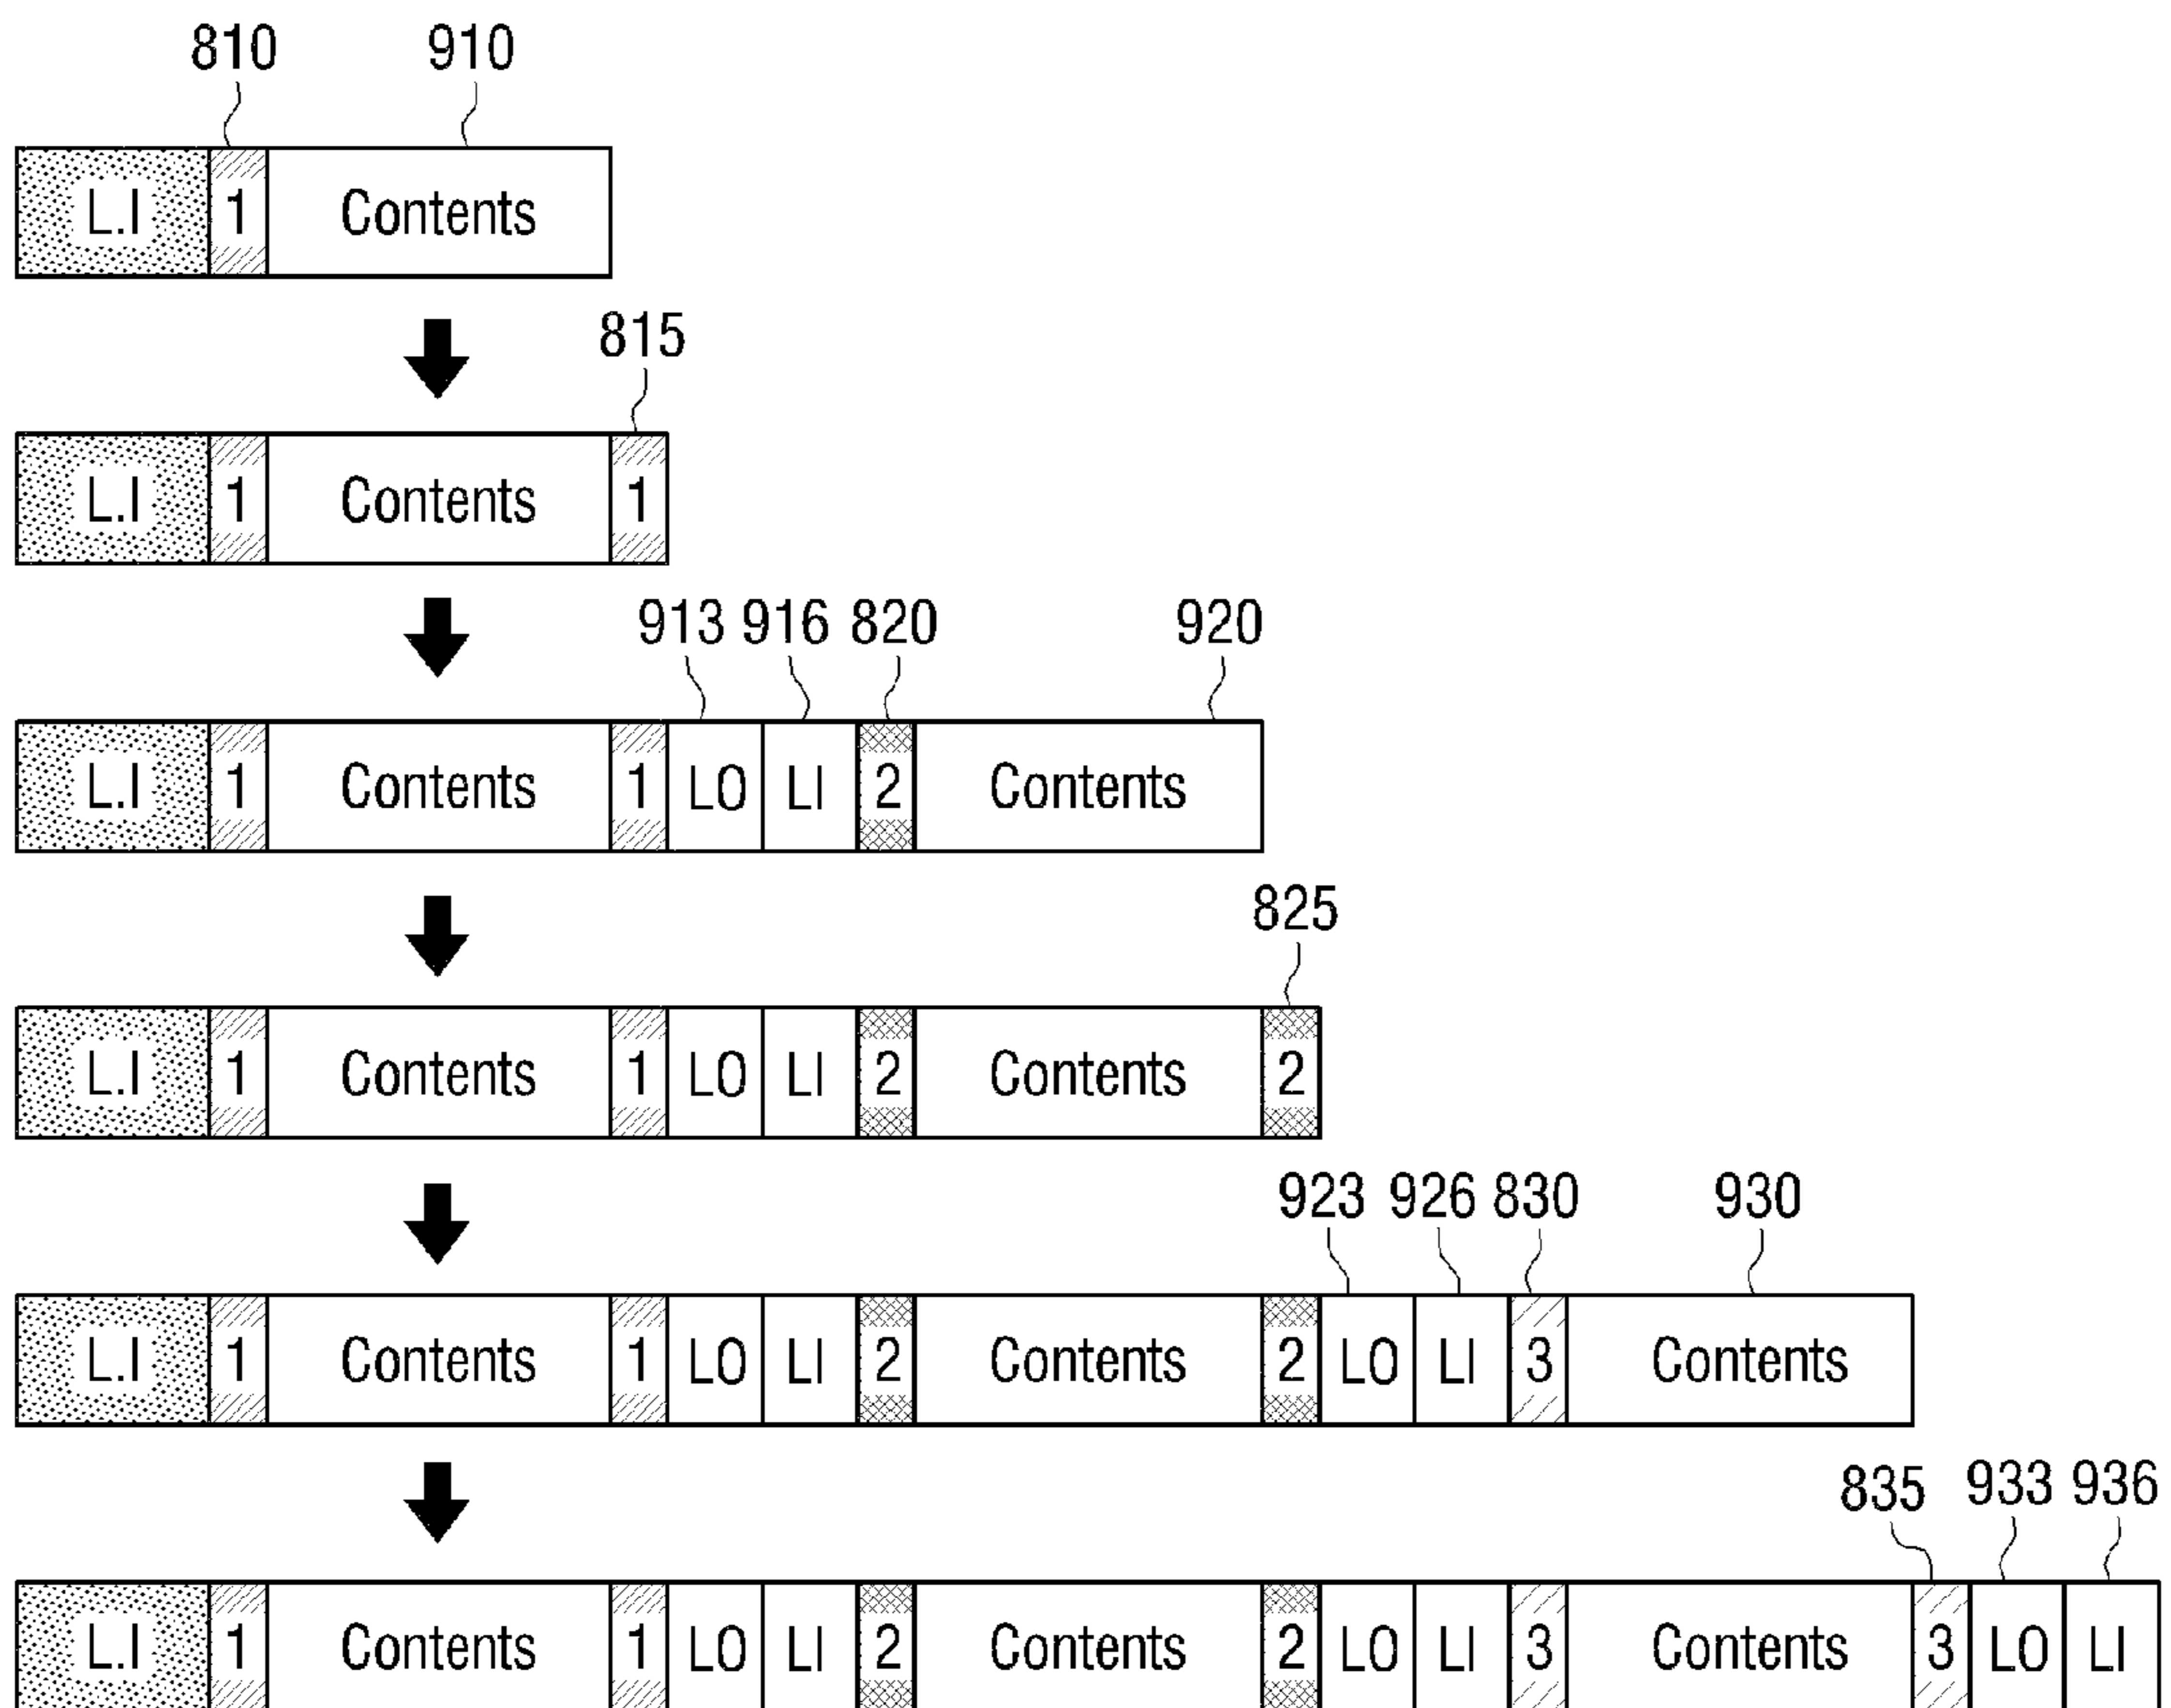 810 910
L.I 1 Contents
815
L.I 1 Contents 1
913 916 820 920
L.I 1 Contents 1 LO LI 2 Contents
825
L.I 1 Contents 1 LO LI 2 Contents 2
923 926 830 930
L.I 1 Contents 1 LO LI 2 Contents 2 LO LI 3 Contents
835 933 936
L.I 1 Contents 1 LO LI 2 Contents 2 LO LI 3 Contents 3 LO LI